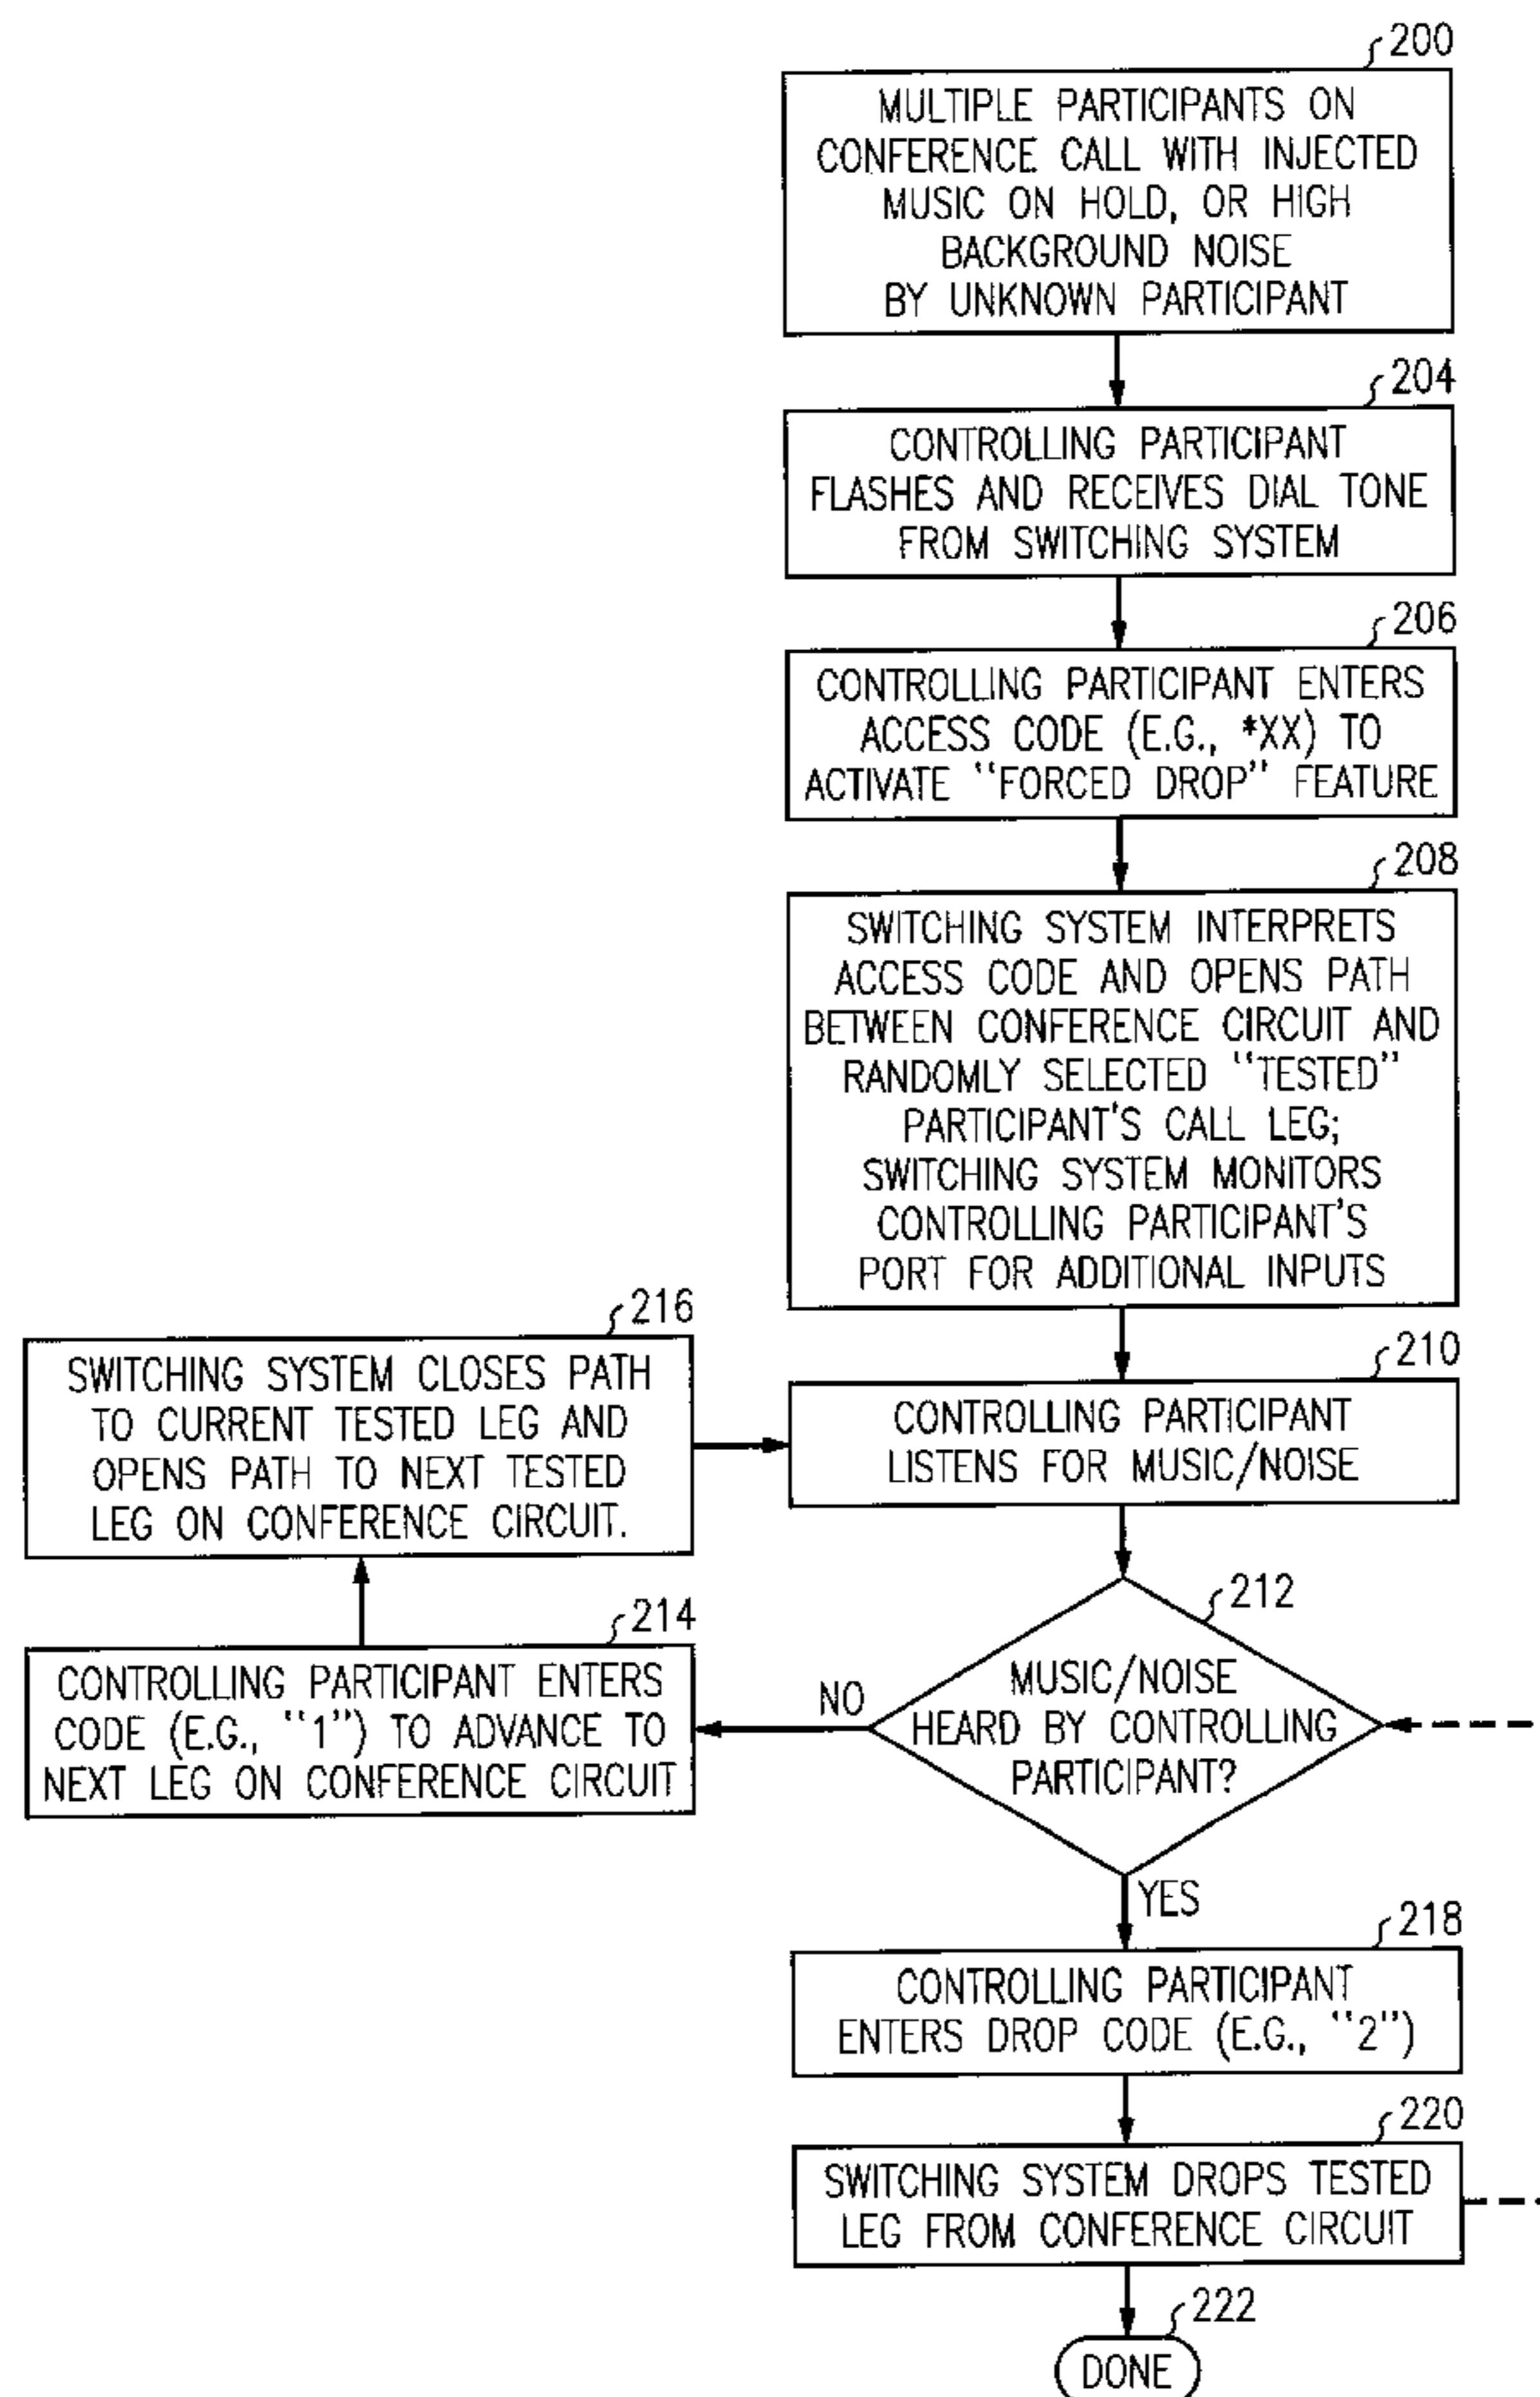 200
MULTIPLE PARTICIPANTS ON
CONFERENCE CALL WITH INJECTED
MUSIC ON HOLD, OR HIGH
BACKGROUND NOISE
BY UNKNOWN PARTICIPANT
204
CONTROLLING PARTICIPANT
FLASHES AND RECEIVES DIAL TONE
FROM SWITCHING SYSTEM
206
CONTROLLING PARTICIPANT ENTERS
ACCESS CODE (E.G., *XX) TO
ACTIVATE "FORCED DROP" FEATURE
208
SWITCHING SYSTEM INTERPRETS
ACCESS CODE AND OPENS PATH
BETWEEN CONFERENCE CIRCUIT AND
RANDOMLY SELECTED "TESTED"
PARTICIPANT'S CALL LEG;
SWITCHING SYSTEM MONITORS
CONTROLLING PARTICIPANT'S
PORT FOR ADDITIONAL INPUTS
210
CONTROLLING PARTICIPANT
LISTENS FOR MUSIC/NOISE
212
MUSIC/NOISE
HEARD BY CONTROLLING
PARTICIPANT?
NO
214
CONTROLLING PARTICIPANT ENTERS
CODE (E.G., "1") TO ADVANCE TO
NEXT LEG ON CONFERENCE CIRCUIT
216
SWITCHING SYSTEM CLOSES PATH
TO CURRENT TESTED LEG AND
OPENS PATH TO NEXT TESTED
LEG ON CONFERENCE CIRCUIT.
YES
218
CONTROLLING PARTICIPANT
ENTERS DROP CODE (E.G., "2")
220
SWITCHING SYSTEM DROPS TESTED
LEG FROM CONFERENCE CIRCUIT
222
DONE